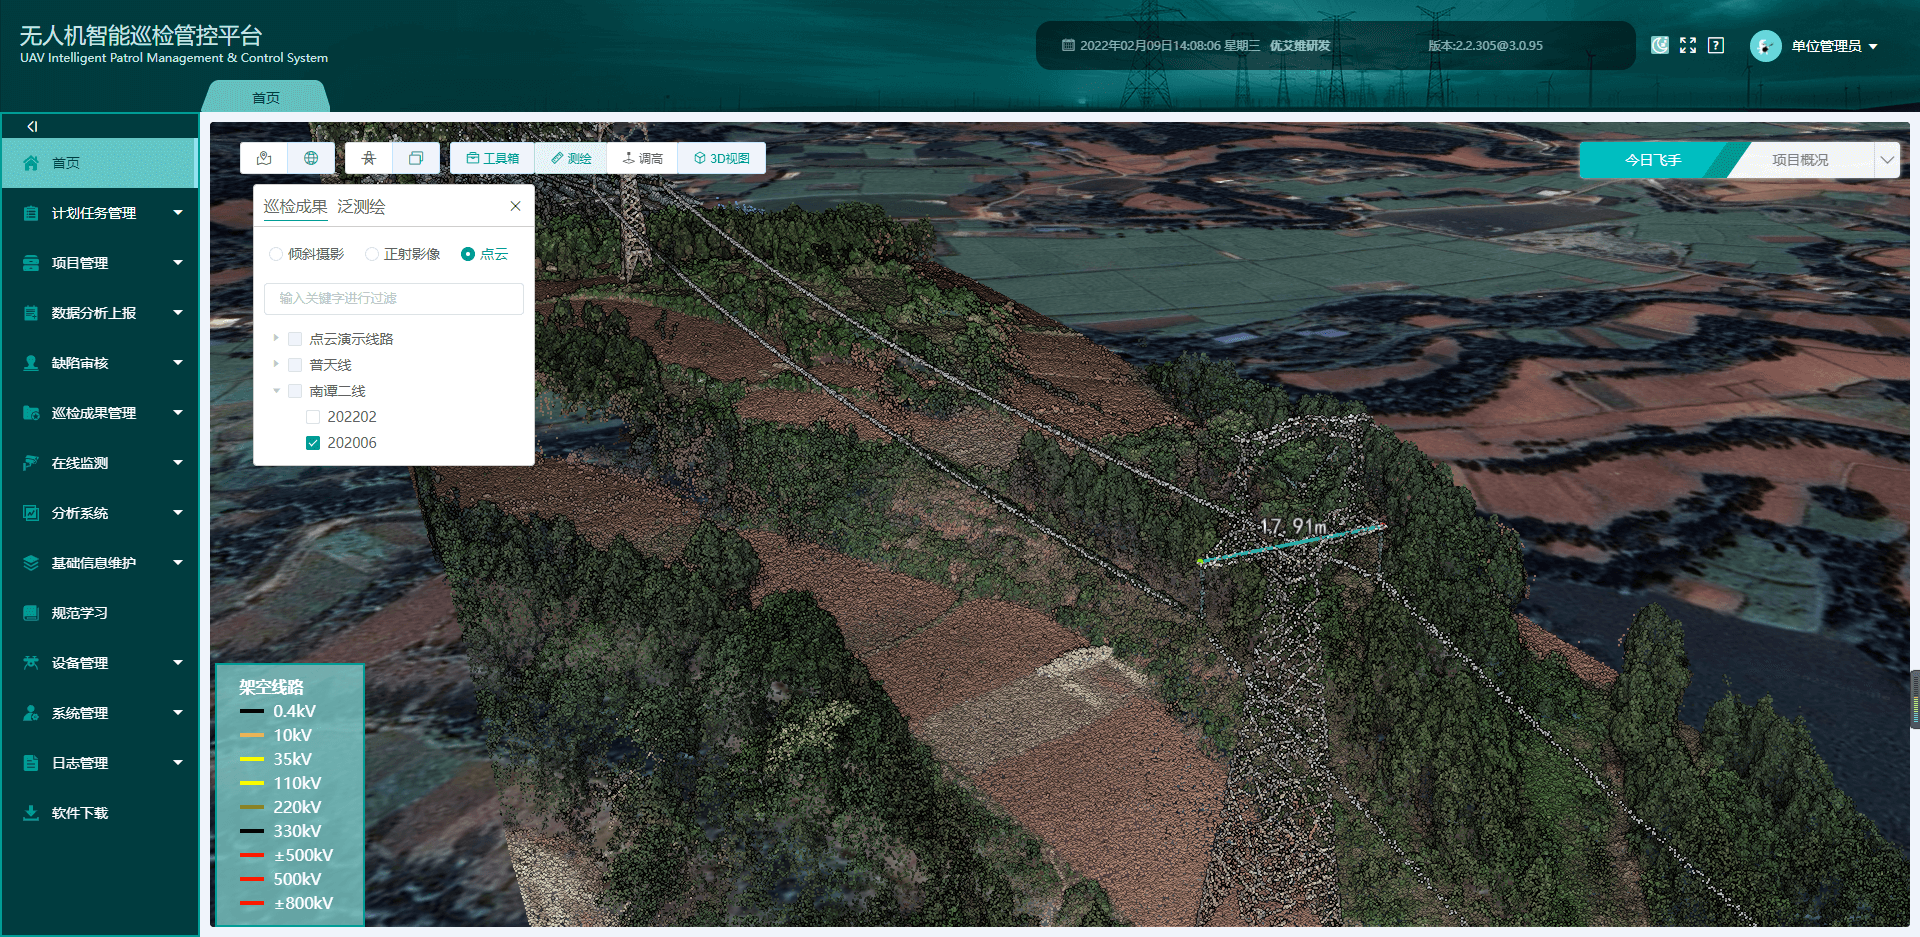 无人机智能巡检管控平台
UAV Intelligent Patrol Management & Control System
2022年02月09日14:08:06 星期三 优艾维研发 版本:2.2.305@3.0.95
单位管理员
首页
首页
计划任务管理
项目管理
数据分析上报
缺陷审核
巡检成果管理
在线监测
分析系统
基础信息维护
规范学习
设备管理
系统管理
日志管理
软件下载
工具箱 测绘 调高 3D视图
今日飞手 项目概况
巡检成果 泛测绘
倾斜摄影 正射影像 点云
输入关键字进行过滤
点云演示线路
普天线
南谭二线
202202
202006
17.91m
架空线路
0.4kV
10kV
35kV
110kV
220kV
330kV
±500kV
500kV
±800kV